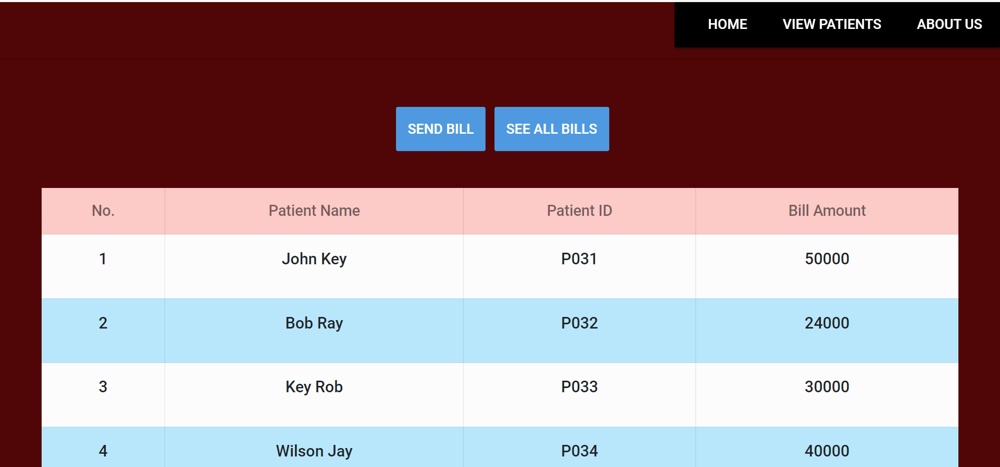 HOME VIEW PATIENTS ABOUT US
SEND BILL SEE ALL BILLS
No. Patient Name Patient ID Bill Amount
1 John Key P031 50000
2 Bob Ray P032 24000
3 Key Rob P033 30000
4 Wilson Jay P034 40000